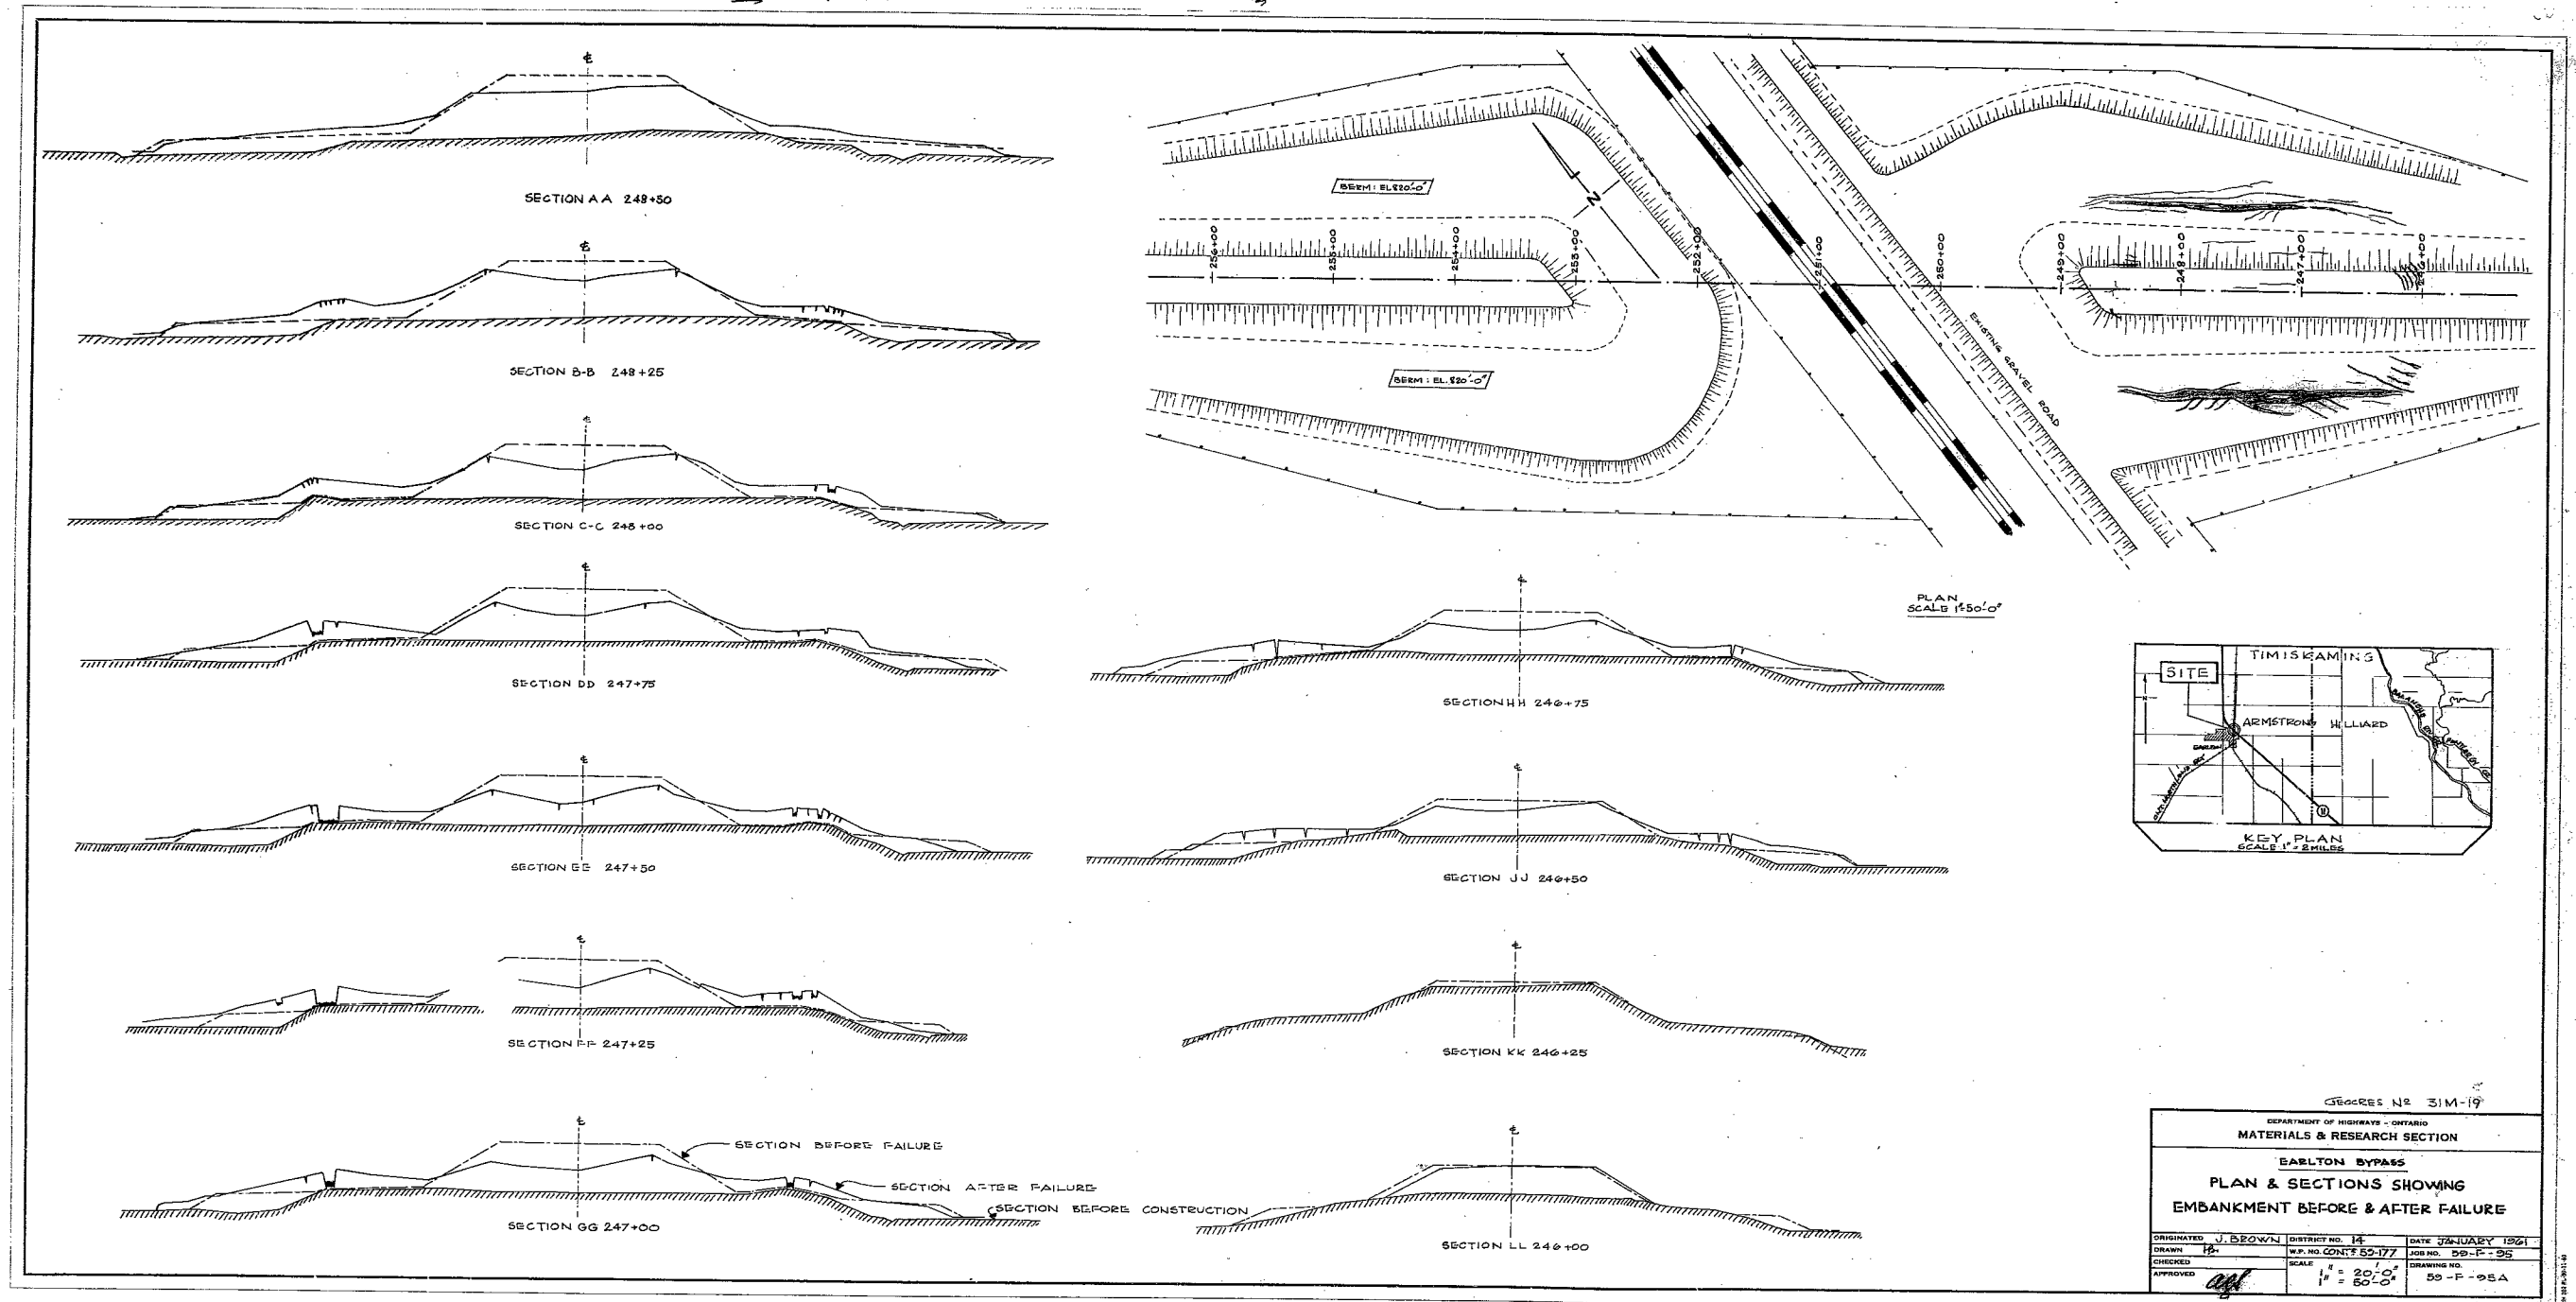 ℄
SECTION AA 248+50
℄
SECTION B-B 248+25
℄
SECTION C-C 248+00
℄
SECTION DD 247+75
℄
SECTION EE 247+50
℄
SECTION FF 247+25
℄
SECTION BEFORE FAILURE
SECTION AFTER FAILURE
SECTION BEFORE CONSTRUCTION
SECTION GG 247+00
℄
SECTION HH 246+75
℄
SECTION JJ 246+50
℄
SECTION KK 246+25
℄
SECTION LL 246+00
BERM: EL 820'-0"
N
256+00
255+00
254+00
253+00
252+00
251+00
250+00
249+00
248+00
247+00
246+00
BERM: EL. 820'-0"
EXISTING GRAVEL ROAD
PLAN
SCALE 1"=50'-0"
TIMISKAMING
SITE
N
ARMSTRONG HILLIARD
EARLTON
11
KEY PLAN
SCALE 1" = 2 MILES
GEOCRES Nº 31M-19
DEPARTMENT OF HIGHWAYS - ONTARIO
MATERIALS & RESEARCH SECTION
EARLTON BYPASS
PLAN & SECTIONS SHOWING
EMBANKMENT BEFORE & AFTER FAILURE
ORIGINATED J. BROWN DISTRICT NO. 14 DATE JANUARY 1961
DRAWN W.P. NO. CONT# 59-177 JOB NO. 59-F-95
CHECKED SCALE 1" = 20'-0" DRAWING NO.
APPROVED 1" = 50'-0" 59-F-95A